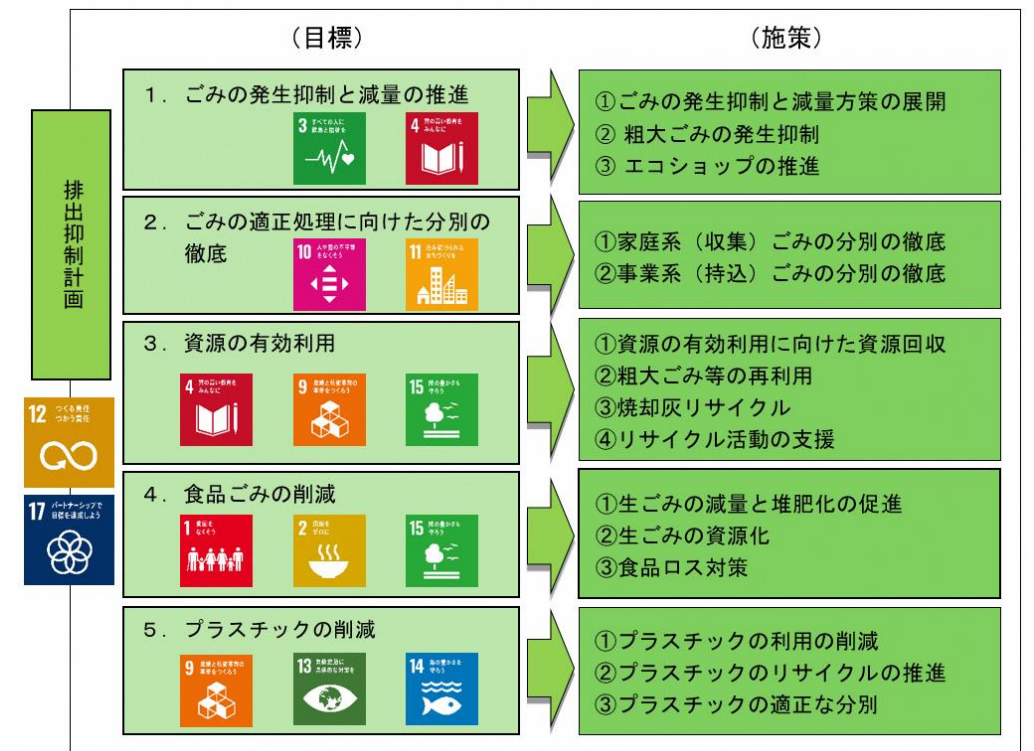 （目標）
（施策）
排出抑制計画
12 つくる責任
つかう責任
17 パートナーシップで
目標を達成しよう
１．ごみの発生抑制と減量の推進
3 すべての人に
健康と福祉を
4 質の高い教育を
みんなに
①ごみの発生抑制と減量方策の展開
② 粗大ごみの発生抑制
③ エコショップの推進
２．ごみの適正処理に向けた分別の
徹底
10 人や国の不平等
をなくそう
11 住み続けられる
まちづくりを
①家庭系（収集）ごみの分別の徹底
②事業系（持込）ごみの分別の徹底
３．資源の有効利用
4 質の高い教育を
みんなに
9 産業と技術革新の
基盤をつくろう
15 陸の豊かさも
守ろう
①資源の有効利用に向けた資源回収
②粗大ごみ等の再利用
③焼却灰リサイクル
④リサイクル活動の支援
４．食品ごみの削減
1 貧困を
なくそう
2 飢餓を
ゼロに
15 陸の豊かさも
守ろう
①生ごみの減量と堆肥化の促進
②生ごみの資源化
③食品ロス対策
５．プラスチックの削減
9 産業と技術革新の
基盤をつくろう
13 気候変動に
具体的な対策を
14 海の豊かさを
守ろう
①プラスチックの利用の削減
②プラスチックのリサイクルの推進
③プラスチックの適正な分別